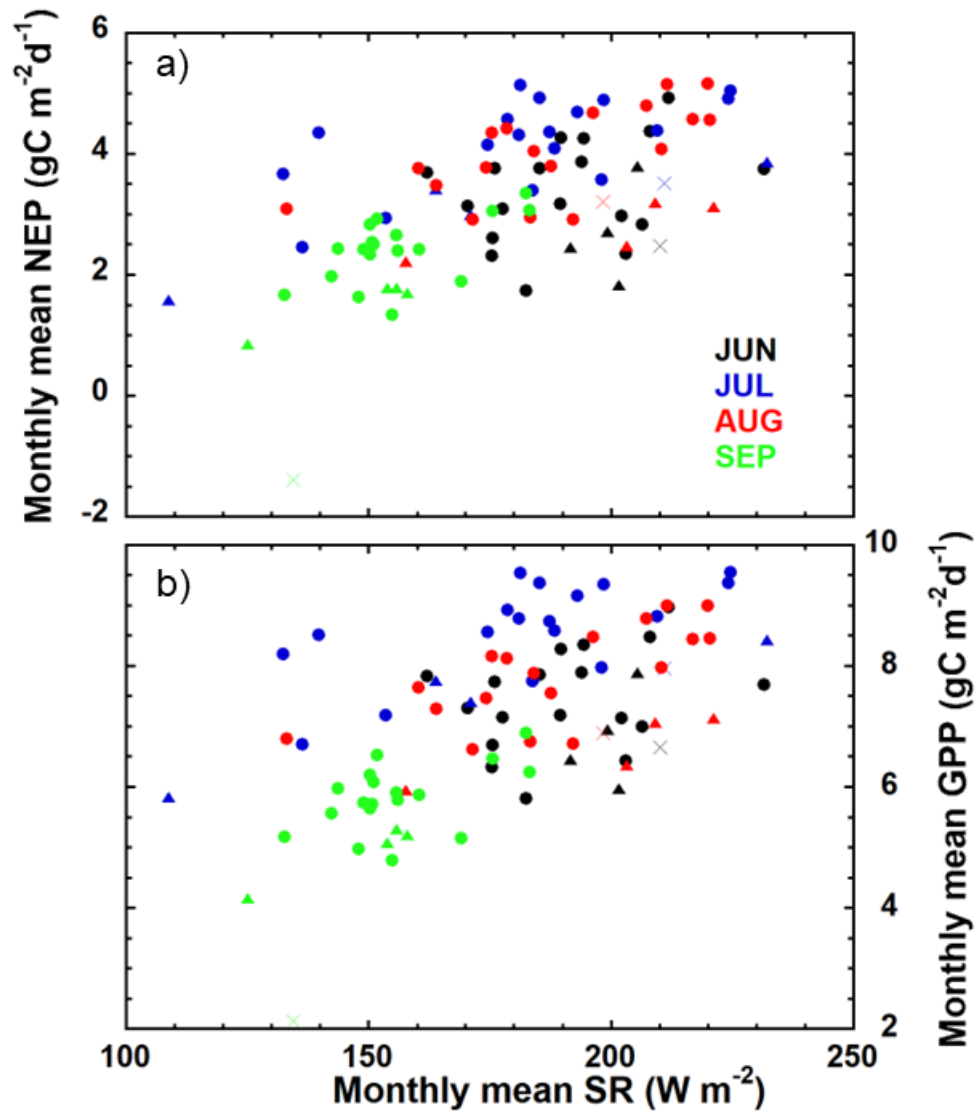 a)
Monthly mean NEP (gC m⁻²d⁻¹)
6
4
2
0
-2
JUN
JUL
AUG
SEP
b)
Monthly mean GPP (gC m⁻²d⁻¹)
10
8
6
4
2
100 150 200 250
Monthly mean SR (W m⁻²)